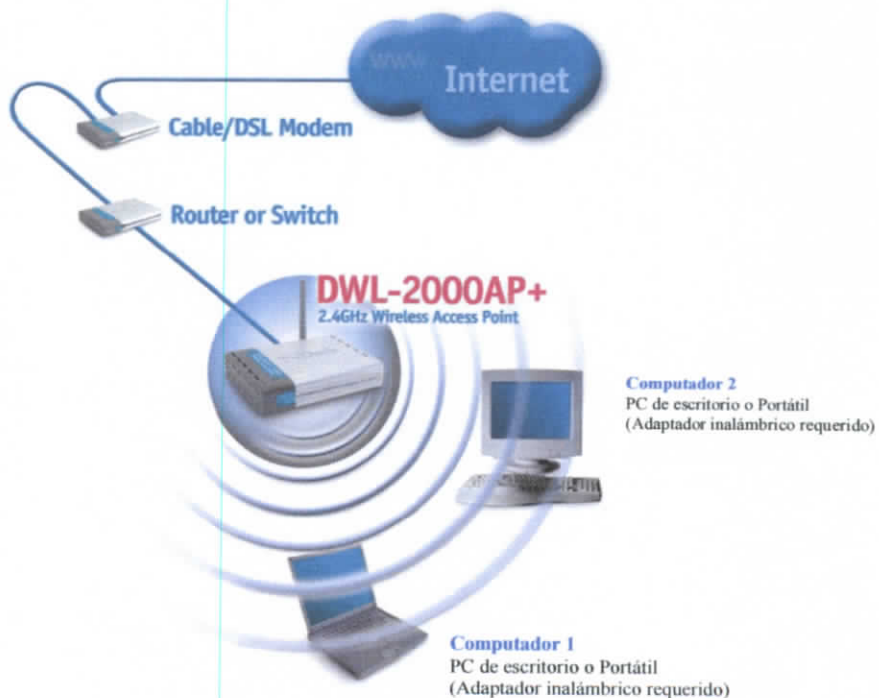 www
Internet
Cable/DSL Modem
Router or Switch
DWL-2000AP+
2.4GHz Wireless Access Point
Computador 2
PC de escritorio o Portátil
(Adaptador inalámbrico requerido)
Computador 1
PC de escritorio o Portátil
(Adaptador inalámbrico requerido)